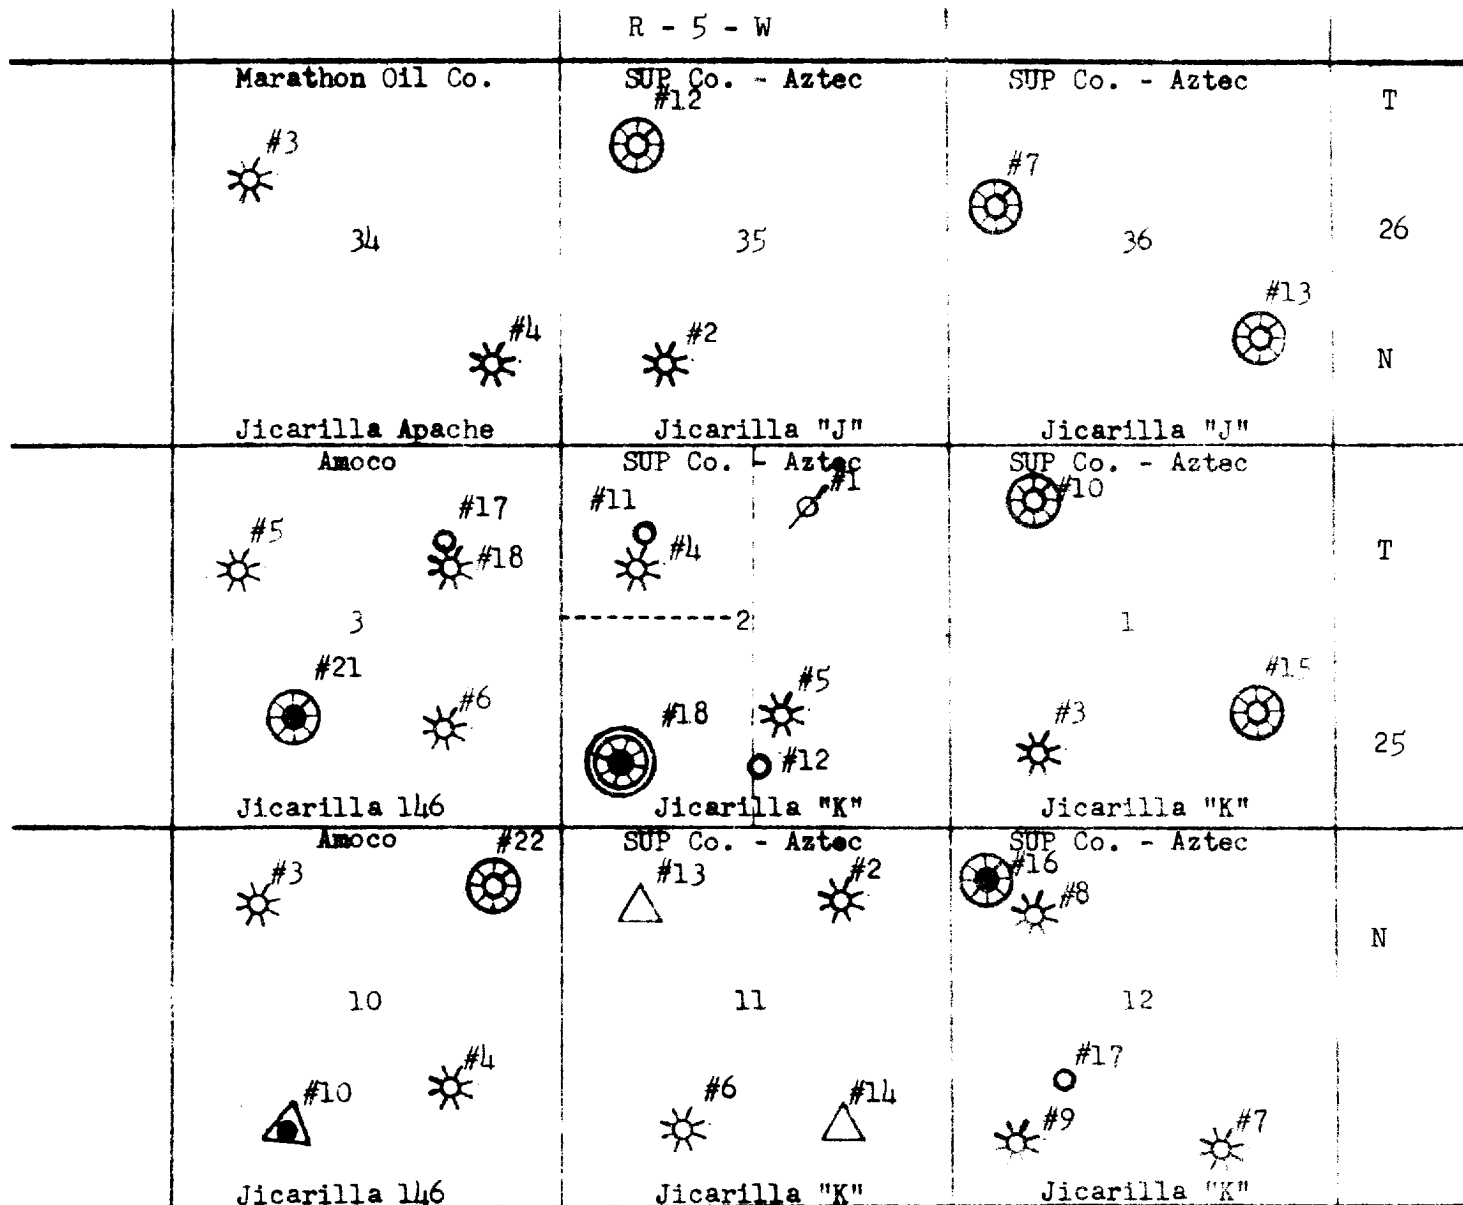 R - 5 - W
Marathon Oil Co. SUP Co. - Aztec SUP Co. - Aztec
#12
T
#3
#7
34 35 36 26
#13
#4 #2
N
Jicarilla Apache Jicarilla "J" Jicarilla "J"
Amoco SUP Co. - Aztec SUP Co. - Aztec
#17 #11 #1 #10
#5 #18 #4 T
3 2 1
#21 #5 #15
#6 #18 #3
#12 25
Jicarilla 146 Jicarilla "K" Jicarilla "K"
Amoco #22 SUP Co. - Aztec SUP Co. - Aztec
#3 #13 #2 #16
#8
N
10 11 12
#4 #17
#10 #6 #14
#9 #7
Jicarilla 146 Jicarilla "K" Jicarilla "K"